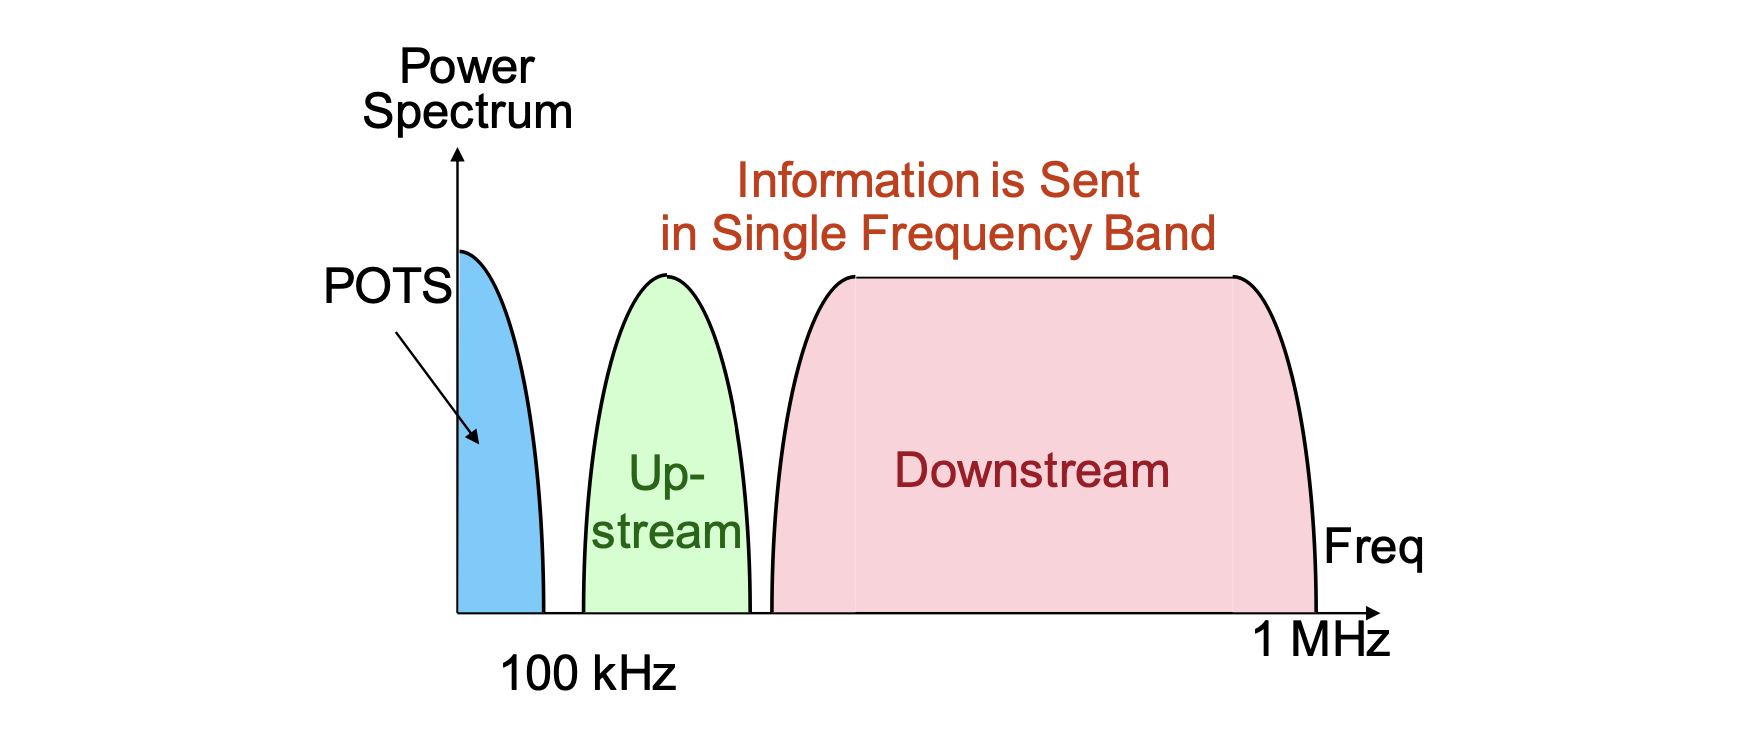 Power
Spectrum
Information is Sent
in Single Frequency Band
POTS
Up-
stream
Downstream
Freq
1 MHz
100 kHz